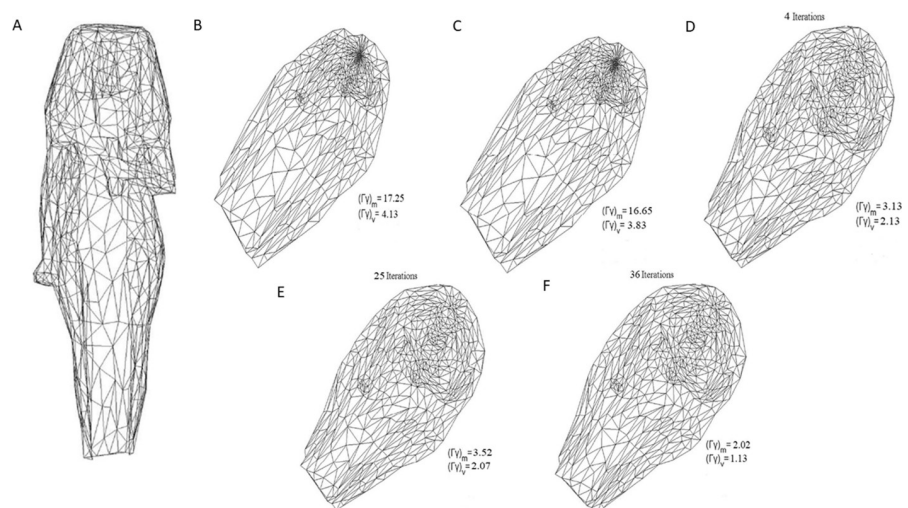 A
B
C
D
4 Iterations
(Γγ)m = 17.25
(Γγ)v = 4.13
(Γγ)m = 16.65
(Γγ)v = 3.83
(Γγ)m = 3.13
(Γγ)v = 2.13
E
25 Iterations
F
36 Iterations
(Γγ)m = 3.52
(Γγ)v = 2.07
(Γγ)m = 2.02
(Γγ)v = 1.13